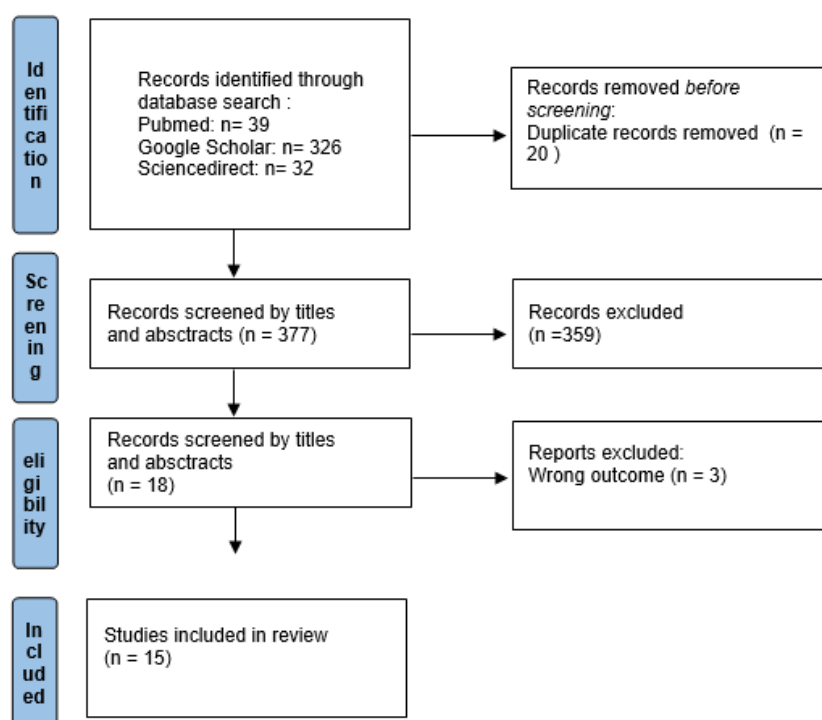 Id
en
tifi
ca
tio
n
Records identified through
database search :
Pubmed: n= 39
Google Scholar: n= 326
Sciencedirect: n= 32
Records removed before
screening:
Duplicate records removed (n =
20 )
Sc
re
en
in
g
Records screened by titles
and absctracts (n = 377)
Records excluded
(n =359)
eli
gi
bil
ity
Records screened by titles
and absctracts
(n = 18)
Reports excluded:
Wrong outcome (n = 3)
In
cl
ud
ed
Studies included in review
(n = 15)